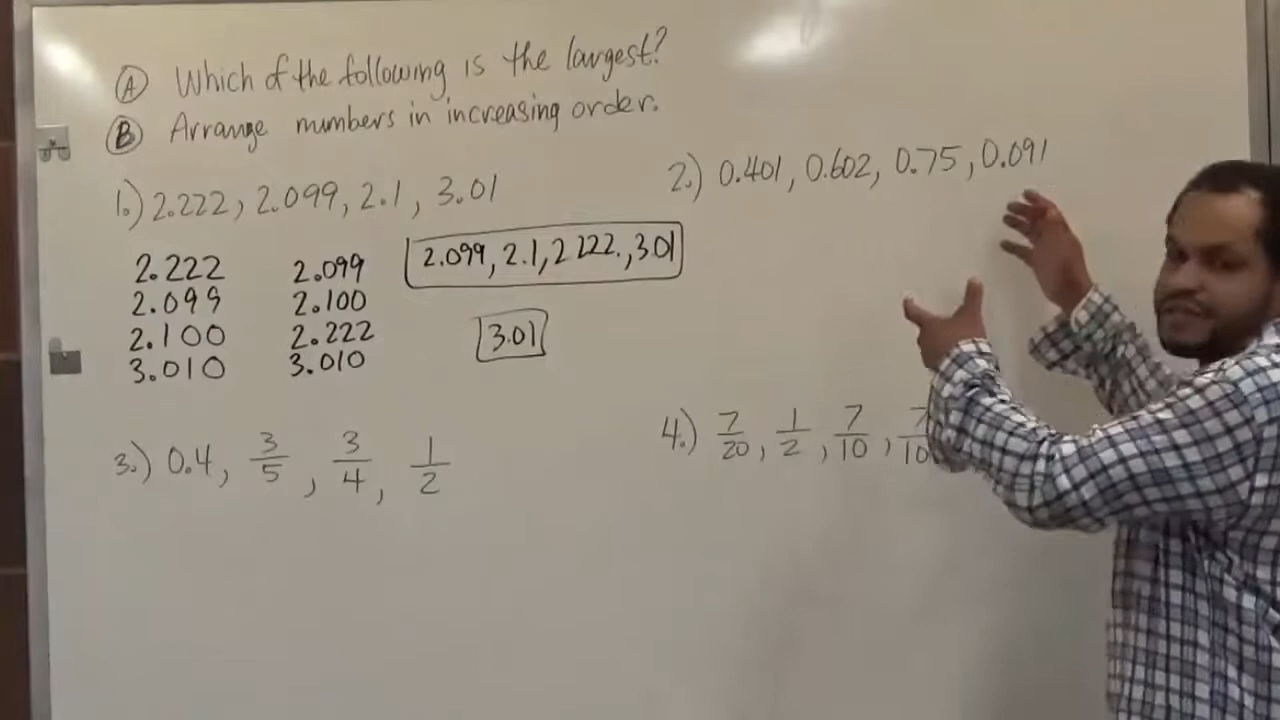 Ⓐ Which of the following is the largest?
Ⓑ Arrange numbers in increasing order.
1.) 2.222, 2.099, 2.1, 3.01
2.222
2.099
2.100
3.010
2.099
2.100
2.222
3.010
2.099, 2.1, 2 222., 3.01
3.01
2.) 0.401, 0.602, 0.75, 0.091
3.) 0.4, 3/5, 3/4, 1/2
4.) 7/20, 1/2, 7/10, 7/10